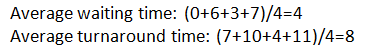 Average waiting time: (0+6+3+7)/4=4
Average turnaround time: (7+10+4+11)/4=8